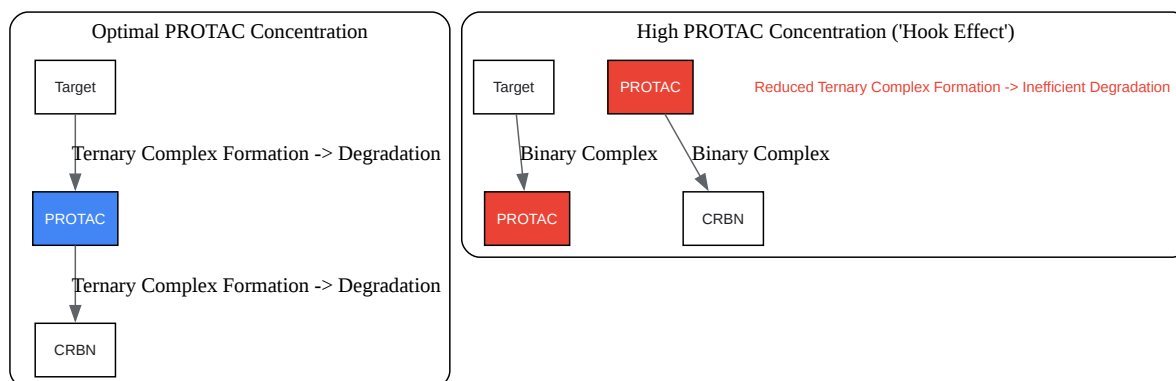 Optimal PROTAC Concentration
Target
Ternary Complex Formation -> Degradation
PROTAC
Ternary Complex Formation -> Degradation
CRBN
High PROTAC Concentration ('Hook Effect')
Target
PROTAC
Reduced Ternary Complex Formation -> Inefficient Degradation
Binary Complex
Binary Complex
PROTAC
CRBN